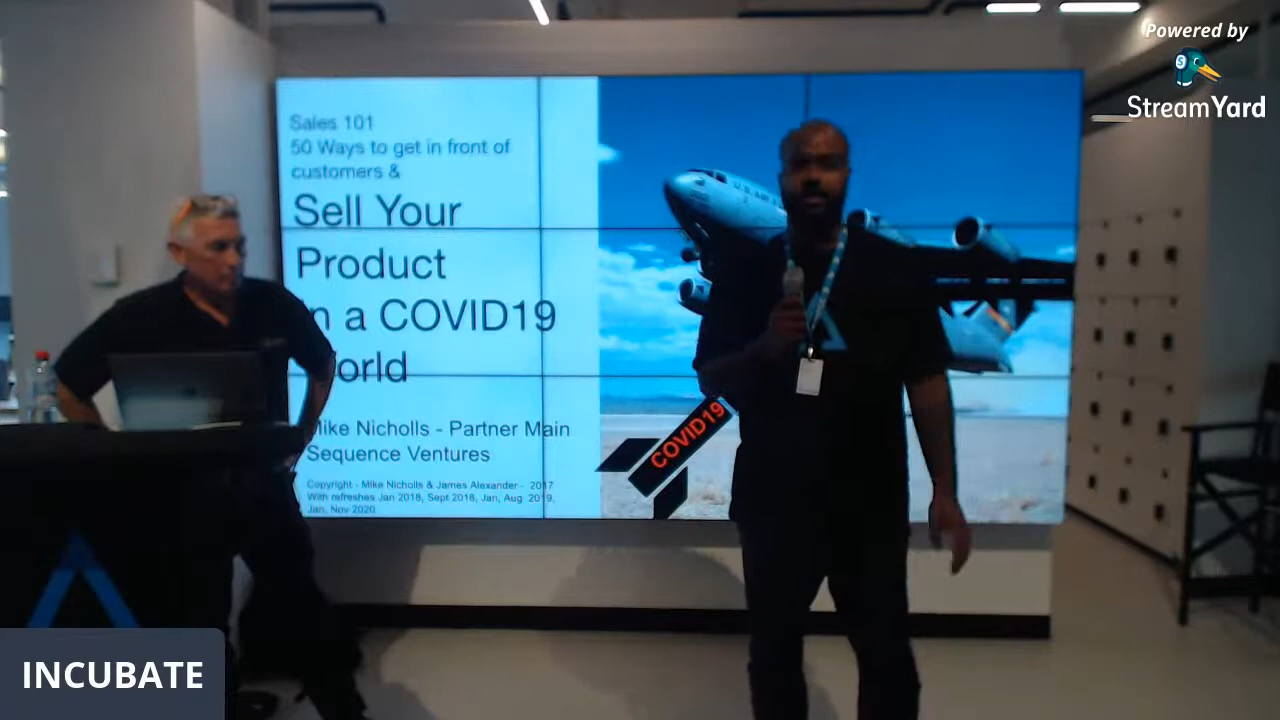 Powered by
StreamYard
Sales 101
50 Ways to get in front of
customers &
Sell Your
Product
n a COVID19
orld
Mike Nicholls - Partner Main
Sequence Ventures
Copyright - Mike Nicholls & James Alexander - 2017
With refreshes Jan 2018, Sept 2018, Jan, Aug 2019,
Jan, Nov 2020
U.S. AIR
COVID19
INCUBATE